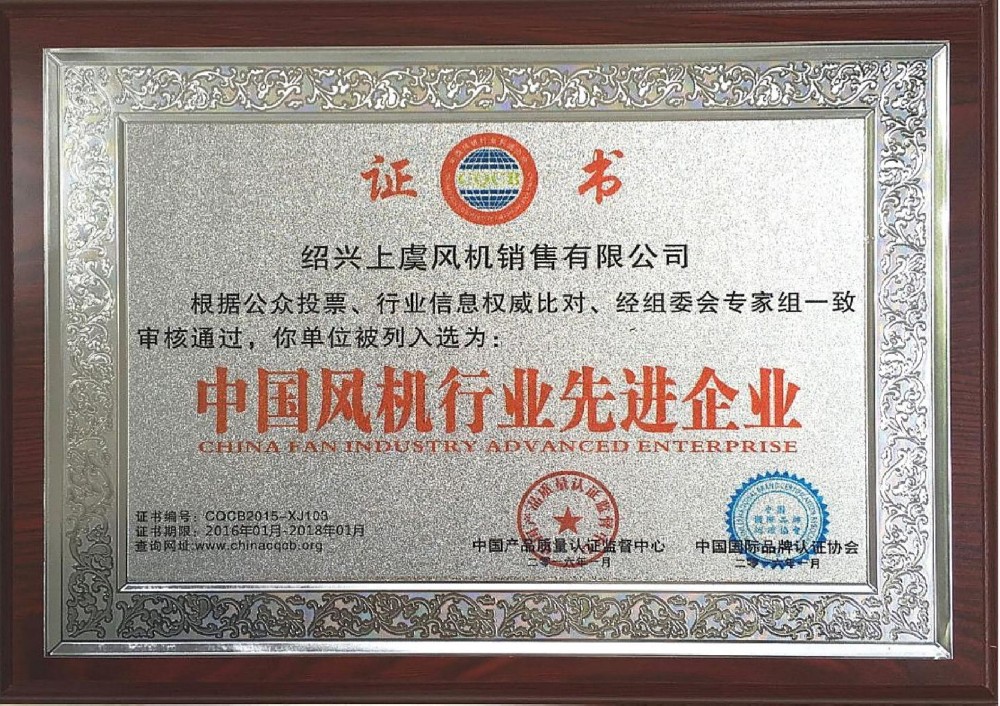 证 CQCB 书
绍兴上虞风机销售有限公司
根据公众投票、行业信息权威比对、经组委会专家组一致
审核通过，你单位被列入选为：
中国风机行业先进企业
CHINA FAN INDUSTRY ADVANCED ENTERPRISE
证书编号：CQCB2015-XJ103
证书期限：2016年01月-2018年01月
查询网址:www.chinacqcb.org
中国产品质量认证监督中心
二零一六年一月
中国国际品牌认证协会
二零一六年一月